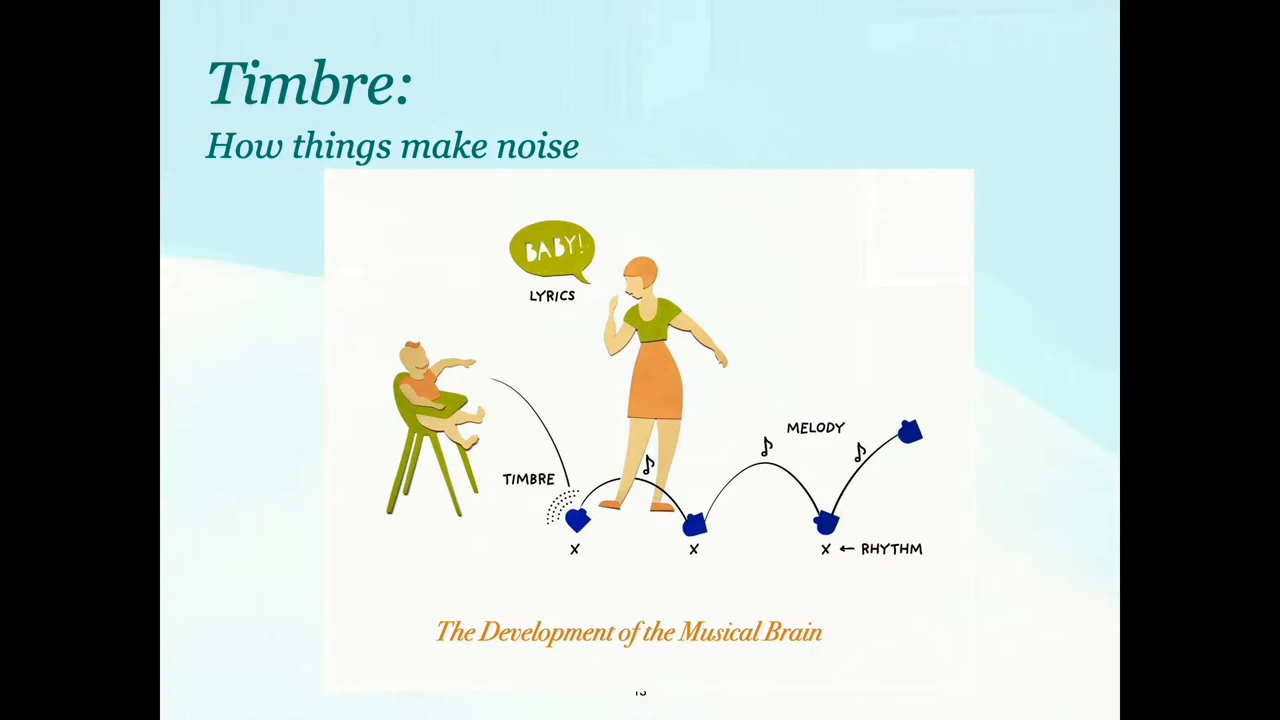 Timbre:
How things make noise
BABY!
LYRICS
MELODY
TIMBRE
X X X ← RHYTHM
The Development of the Musical Brain